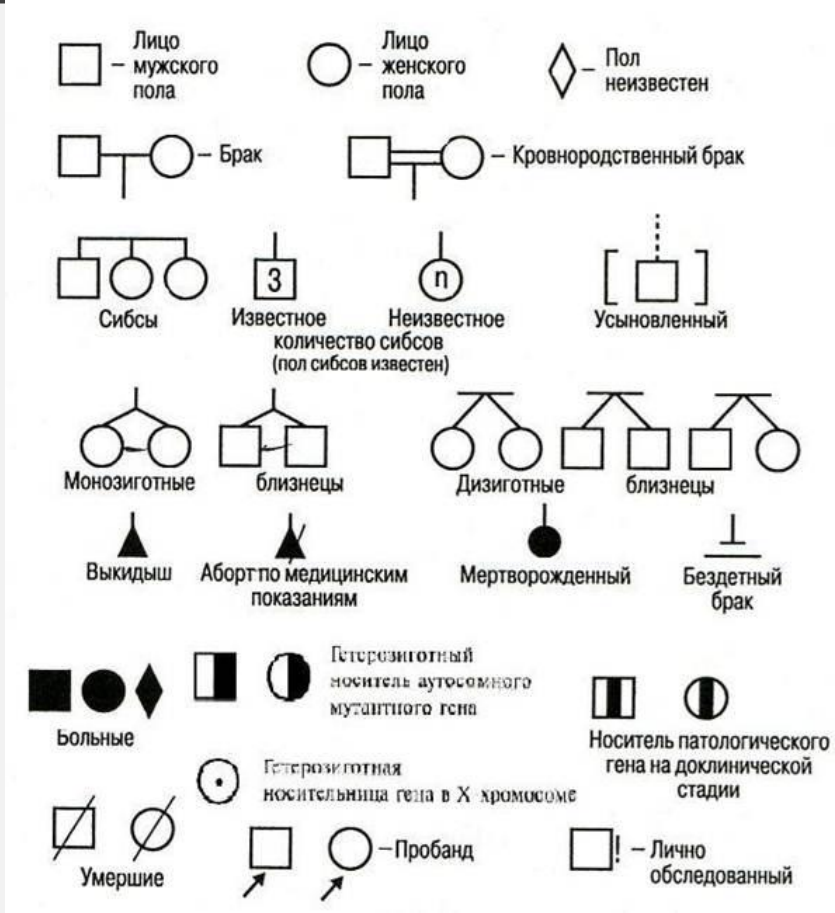 Лицо
мужского
пола
Лицо
женского
пола
Пол
неизвестен
Брак
Кровнородственный брак
Сибсы
3
Известное
n
Неизвестное
количество сибсов
(пол сибсов известен)
Усыновленный
Монозиготные близнецы
Дизиготные близнецы
Выкидыш
Аборт по медицинским
показаниям
Мертворожденный
Бездетный
брак
Больные
Гетерозиготный
носитель аутосомного
мутантного гена
Носитель патологического
гена на доклинической
стадии
Гетерозиготная
носительница гена в X хромосоме
Умершие
Пробанд
! – Лично
обследованный